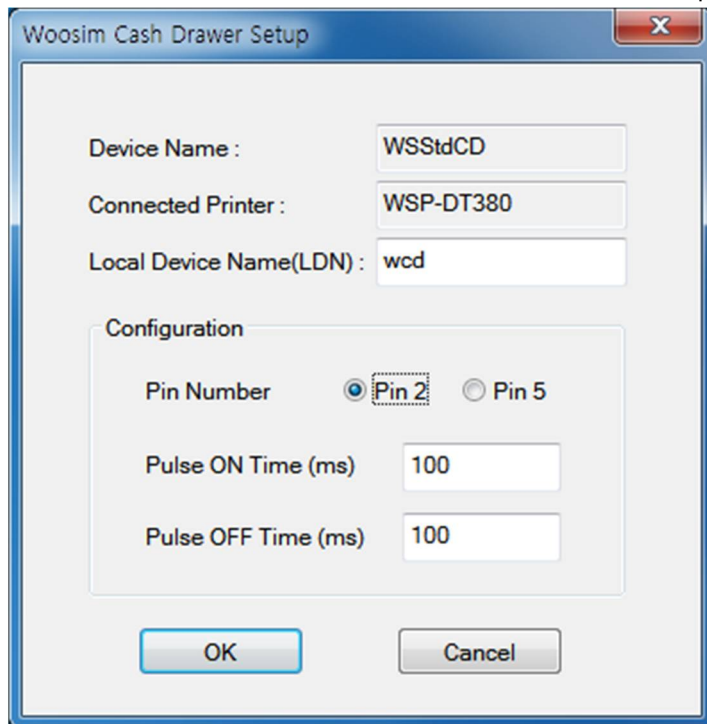 Woosim Cash Drawer Setup
Device Name : WSStdCD
Connected Printer : WSP-DT380
Local Device Name(LDN) : wcd
Configuration
Pin Number Pin 2 Pin 5
Pulse ON Time (ms) 100
Pulse OFF Time (ms) 100
OK Cancel